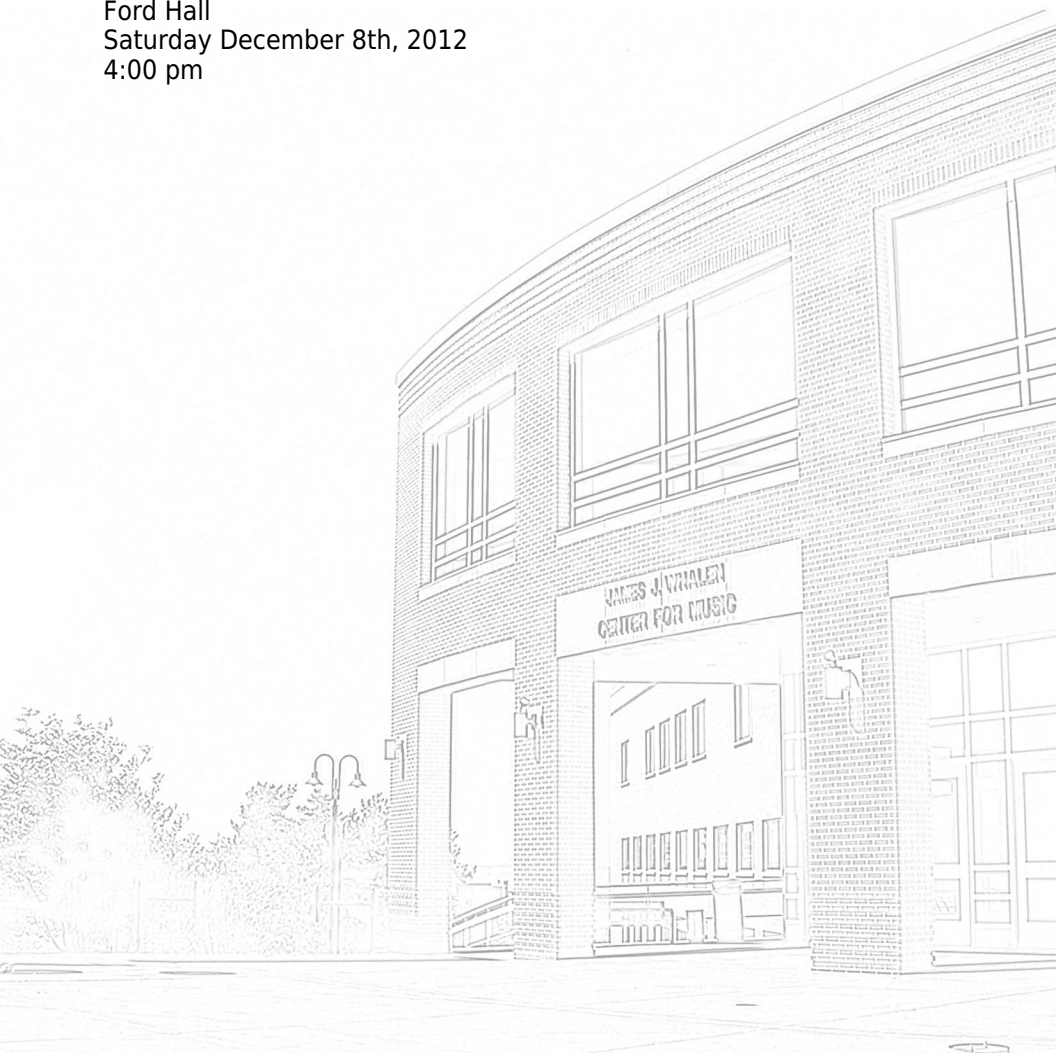 Ford Hall
Saturday December 8th, 2012
4:00 pm
JAMES J. WHALEN
CENTER FOR MUSIC